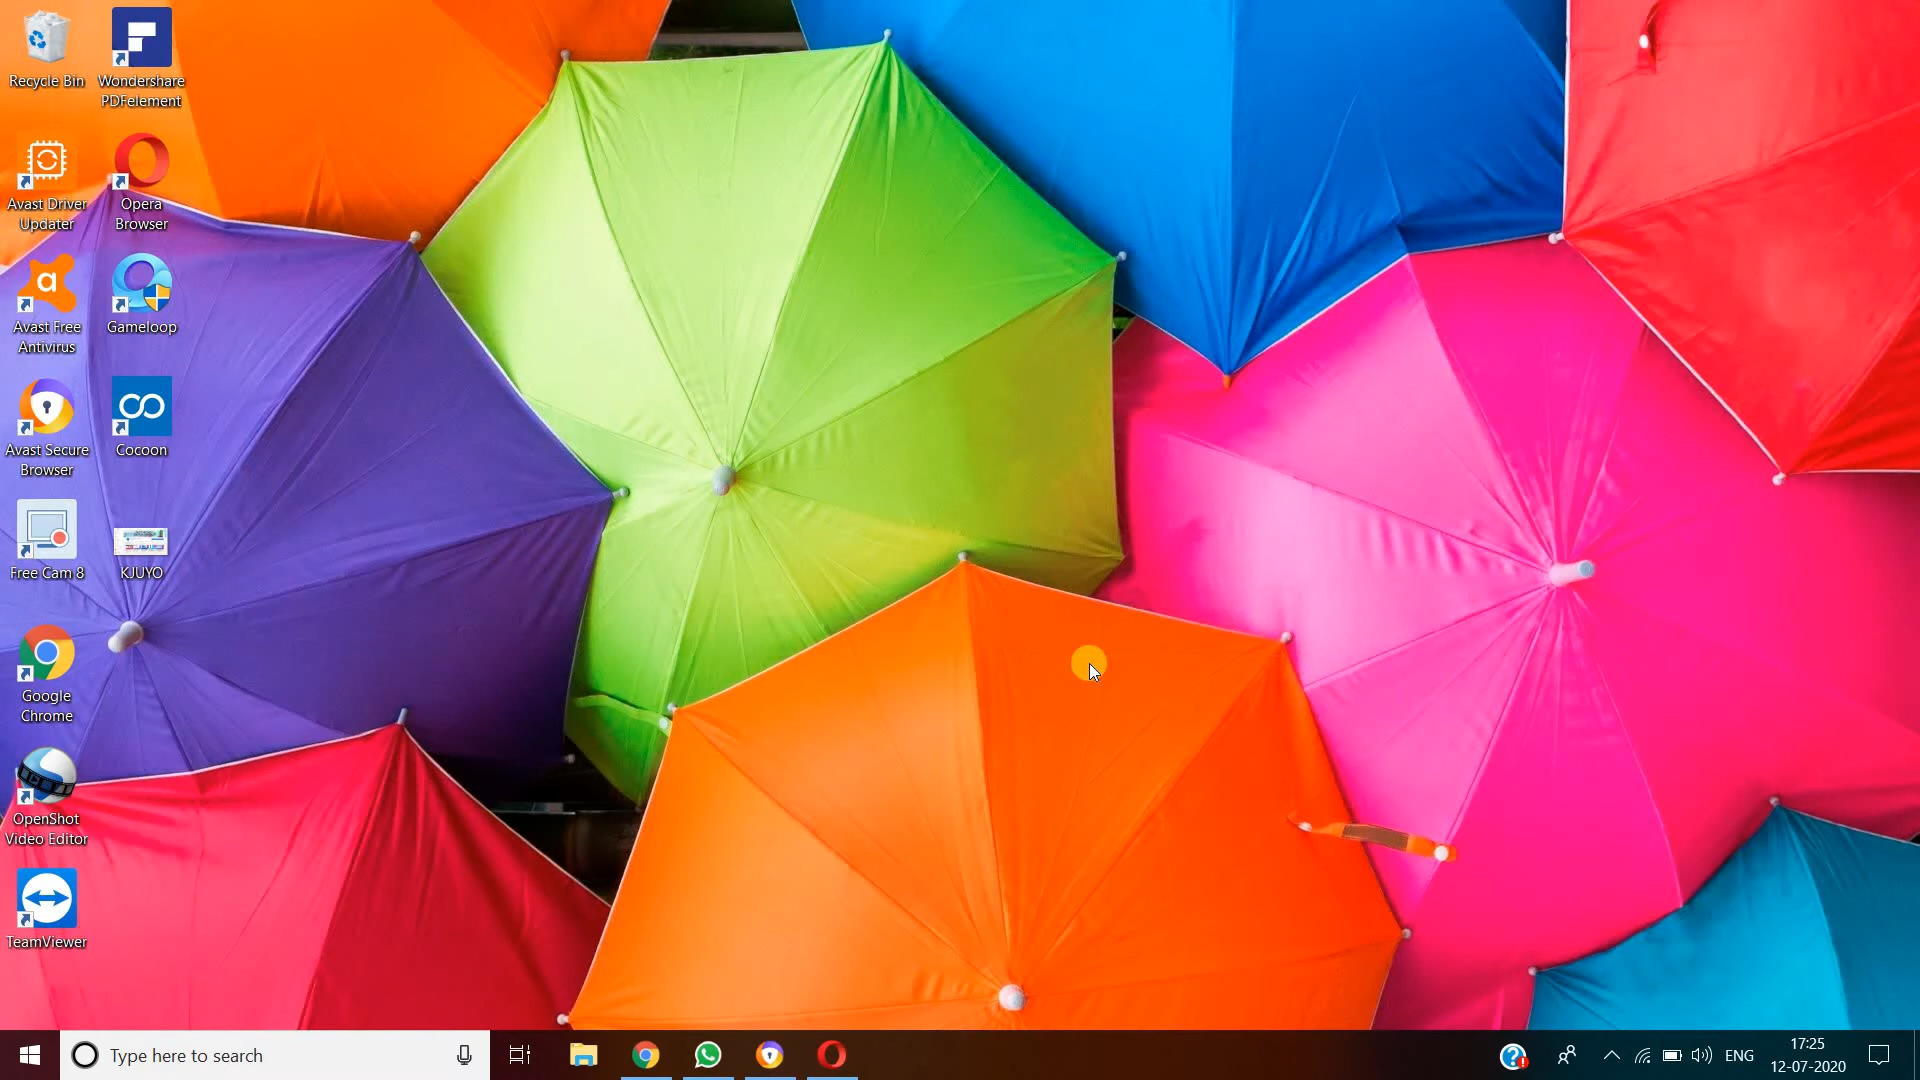 Recycle Bin
Wondershare
PDFelement
Avast Driver
Updater
Opera
Browser
a
Avast Free
Antivirus
Gameloop
Avast Secure
Browser
Cocoon
Free Cam 8
KJUYO
Google
Chrome
OpenShot
Video Editor
TeamViewer
Type here to search
ENG
17:25
12-07-2020